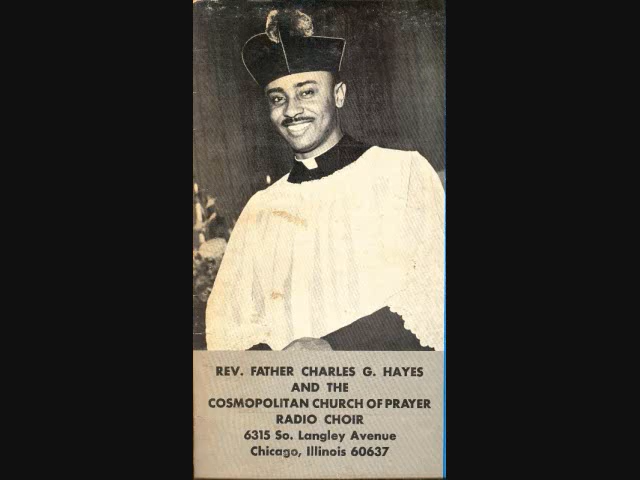 REV. FATHER CHARLES G. HAYES
AND THE
COSMOPOLITAN CHURCH OF PRAYER
RADIO CHOIR
6315 So. Langley Avenue
Chicago, Illinois 60637